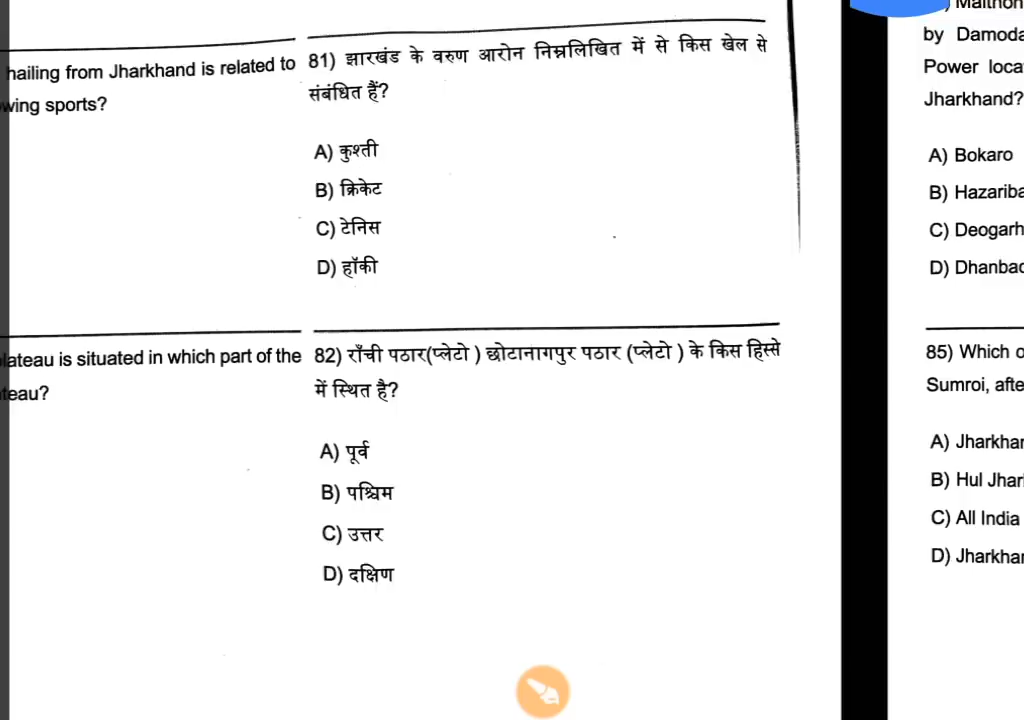 hailing from Jharkhand is related to
wing sports?
81) झारखंड के वरुण आरोन निम्नलिखित में से किस खेल से
संबंधित हैं?
A) कुश्ती
B) क्रिकेट
C) टेनिस
D) हॉकी
lateau is situated in which part of the
teau?
82) राँची पठार(प्लेटो ) छोटानागपुर पठार (प्लेटो ) के किस हिस्से
में स्थित है?
A) पूर्व
B) पश्चिम
C) उत्तर
D) दक्षिण
) Maithon
by Damoda
Power loca
Jharkhand?
A) Bokaro
B) Hazariba
C) Deogarh
D) Dhanbad
85) Which o
Sumroi, afte
A) Jharkhar
B) Hul Jhar
C) All India
D) Jharkhar